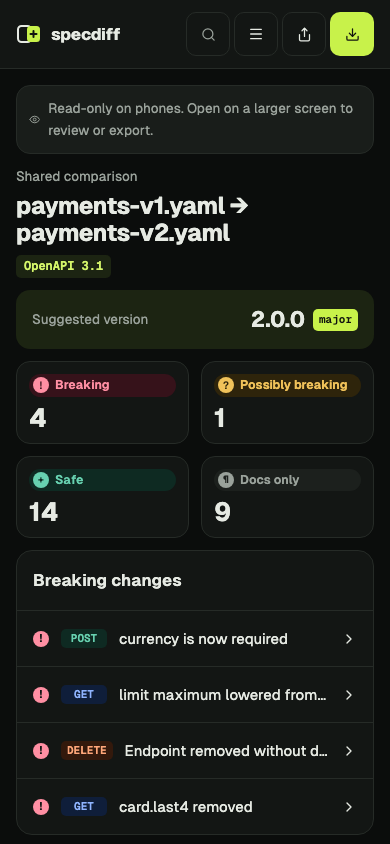 specdiff
Read-only on phones. Open on a larger screen to
review or export.
Shared comparison
payments-v1.yaml →
payments-v2.yaml
OpenAPI 3.1
Suggested version
2.0.0 major
! Breaking
4
? Possibly breaking
1
+ Safe
14
¶ Docs only
9
Breaking changes
! POST currency is now required
! GET limit maximum lowered from…
! DELETE Endpoint removed without d…
! GET card.last4 removed